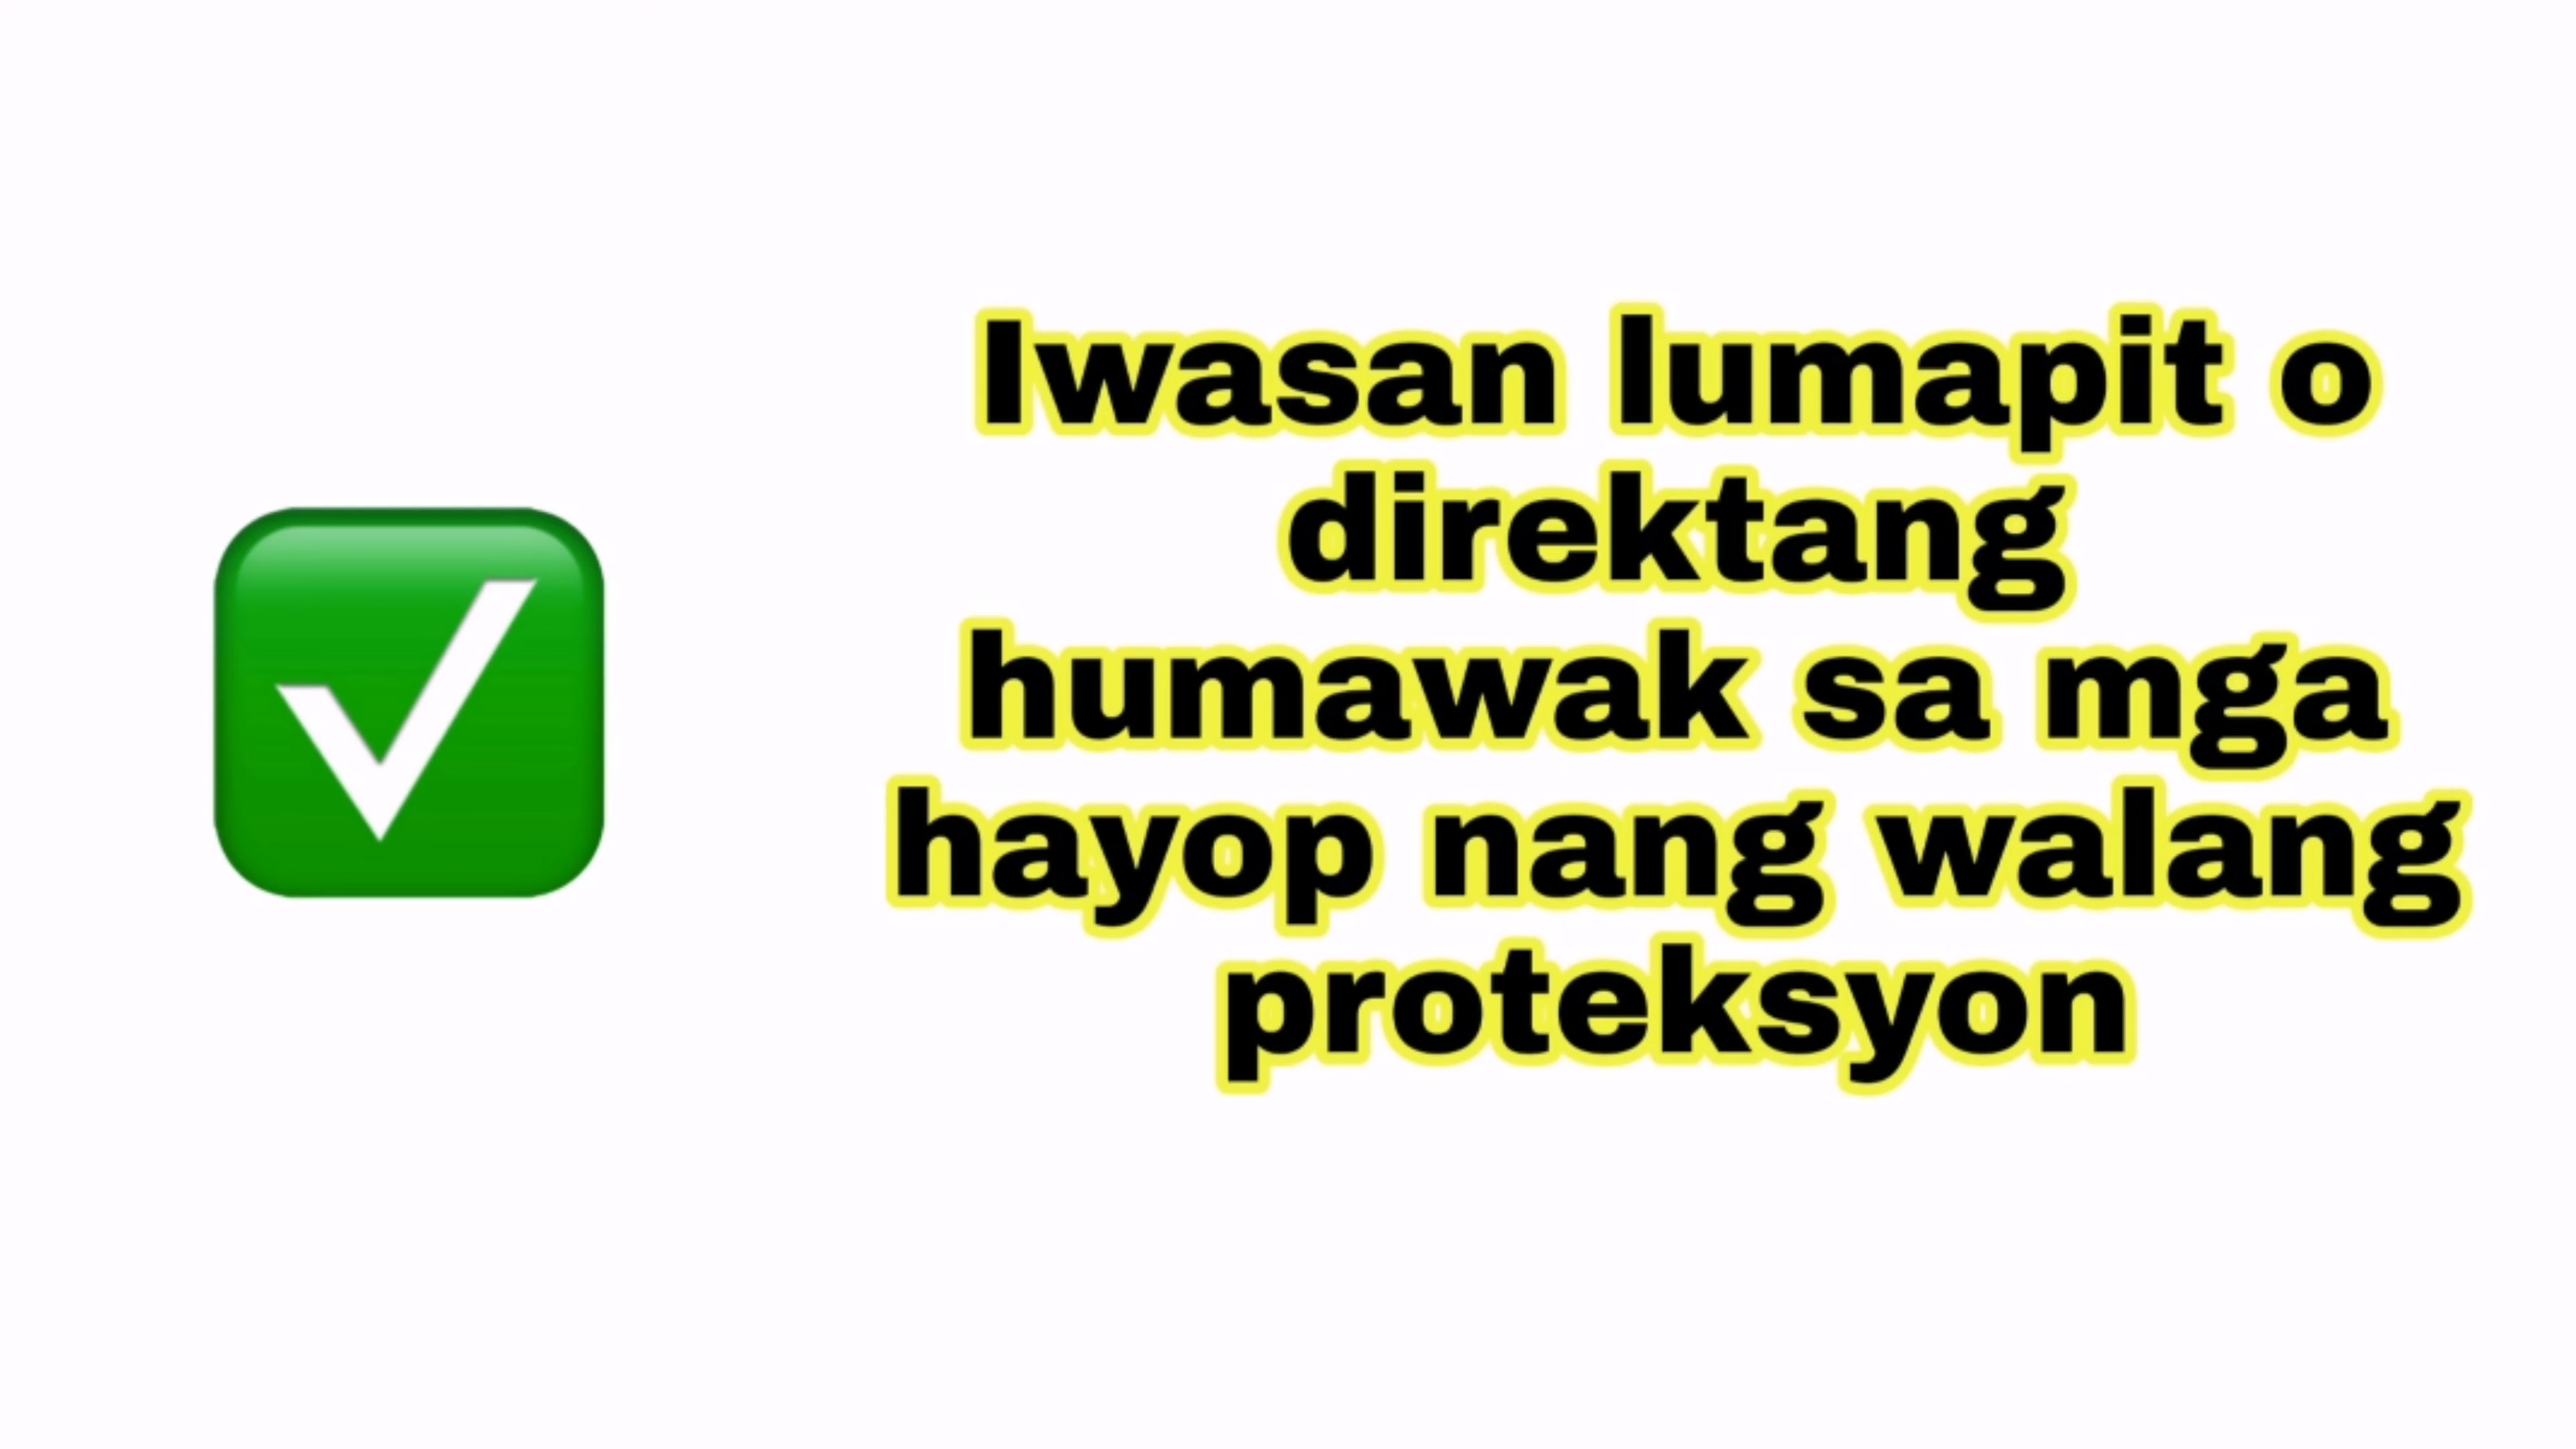 Iwasan lumapit o
direktang
humawak sa mga
hayop nang walang
proteksyon